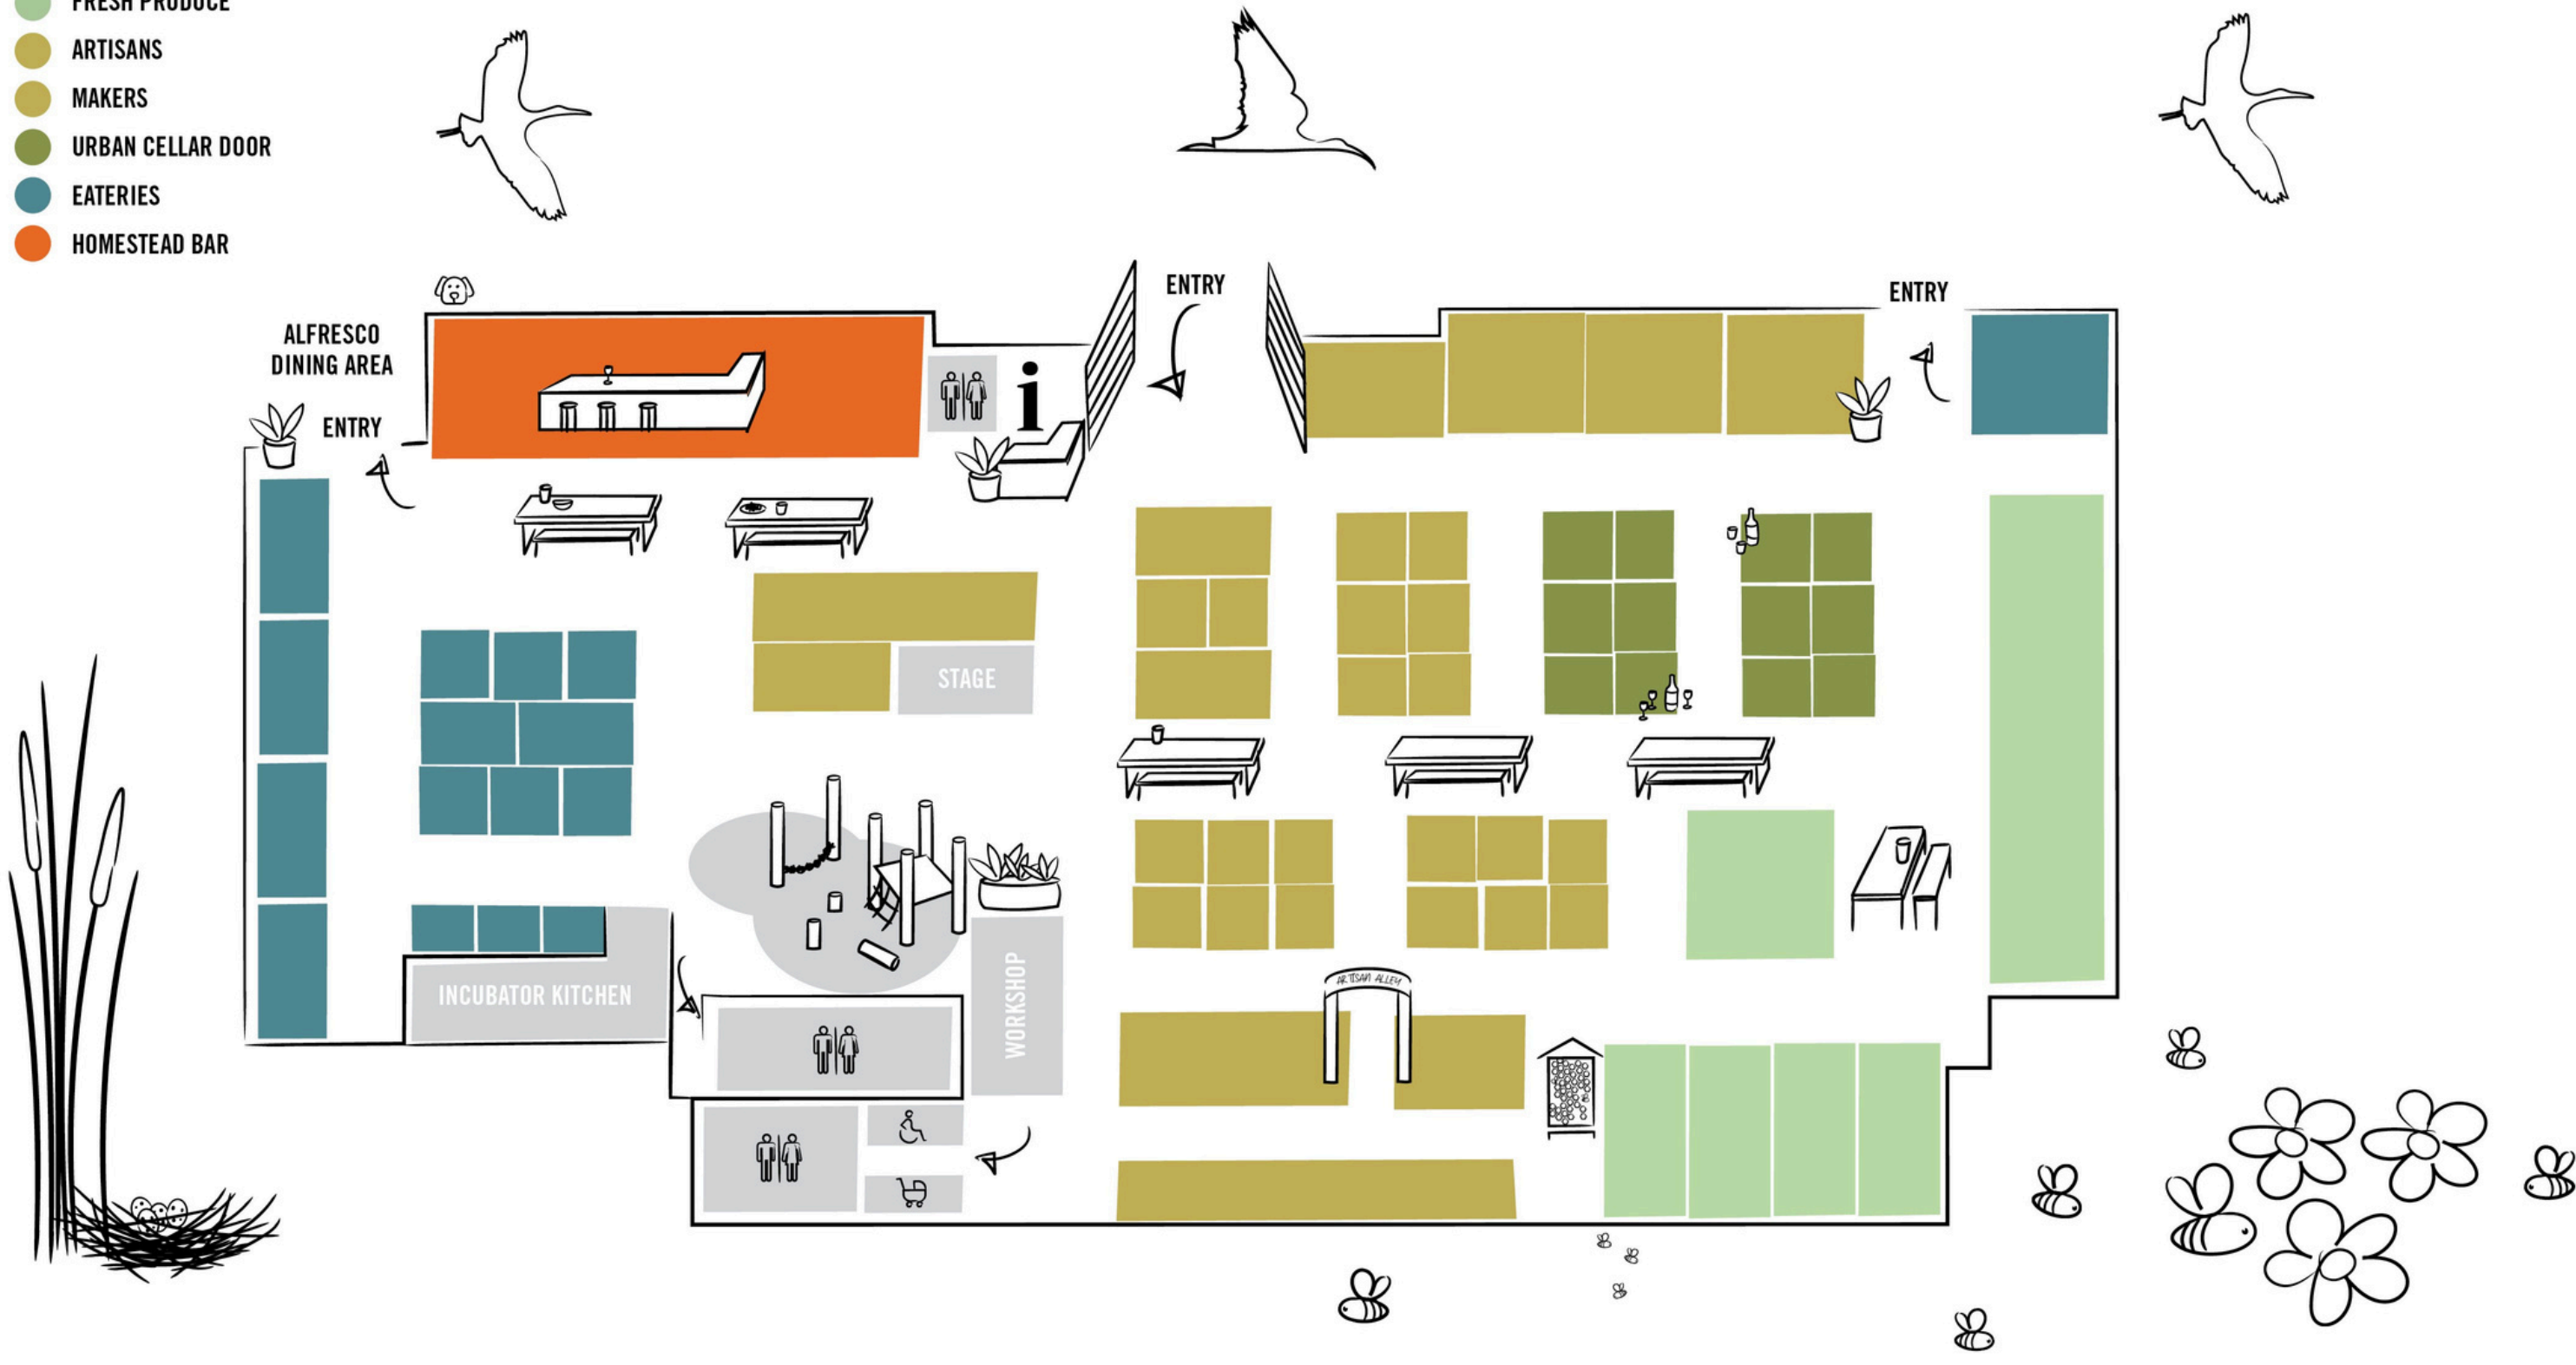 FRESH PRODUCE
ARTISANS
MAKERS
URBAN CELLAR DOOR
EATERIES
HOMESTEAD BAR
ENTRY
ENTRY
ALFRESCO
DINING AREA
ENTRY
i
STAGE
INCUBATOR KITCHEN
WORKSHOP
ARTISAN ALLEY